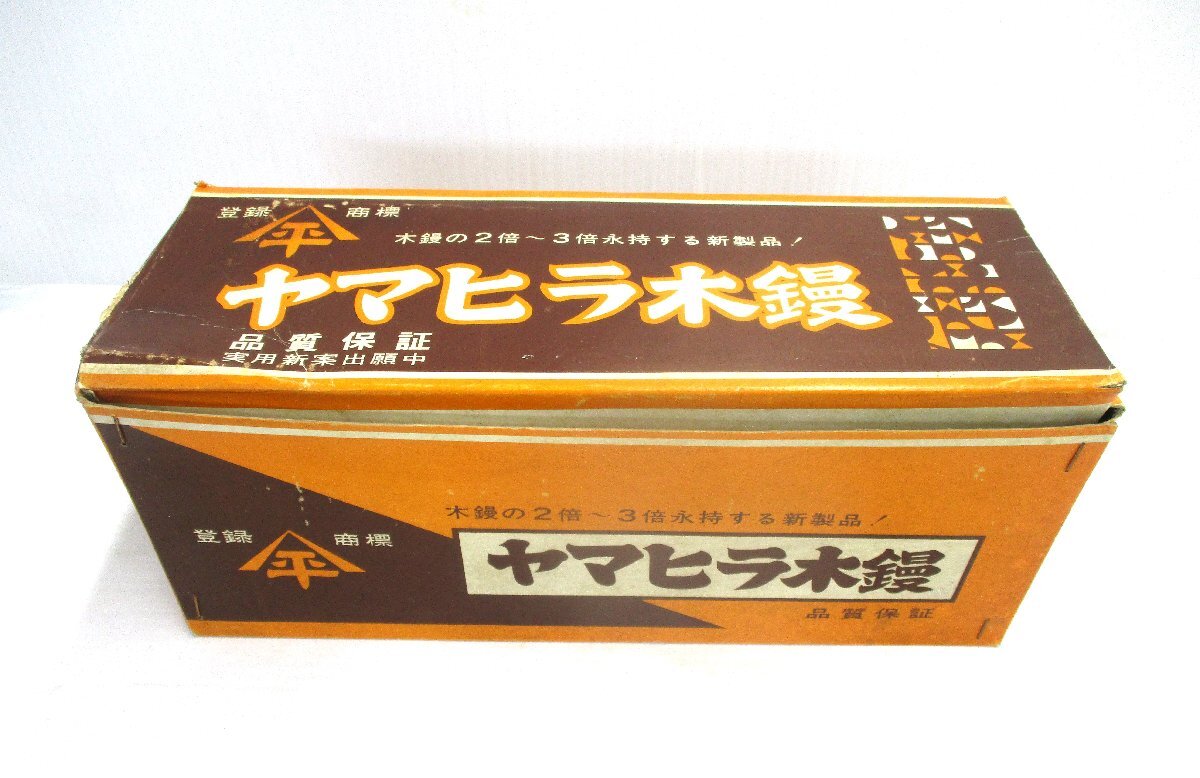 登録 平 商標
木鏝の2倍～3倍永持する新製品!
ヤマヒラ木鏝
品質保証
実用新案出願中
木鏝の2倍～3倍永持する新製品!
登録 平 商標
ヤマヒラ木鏝
品質保証